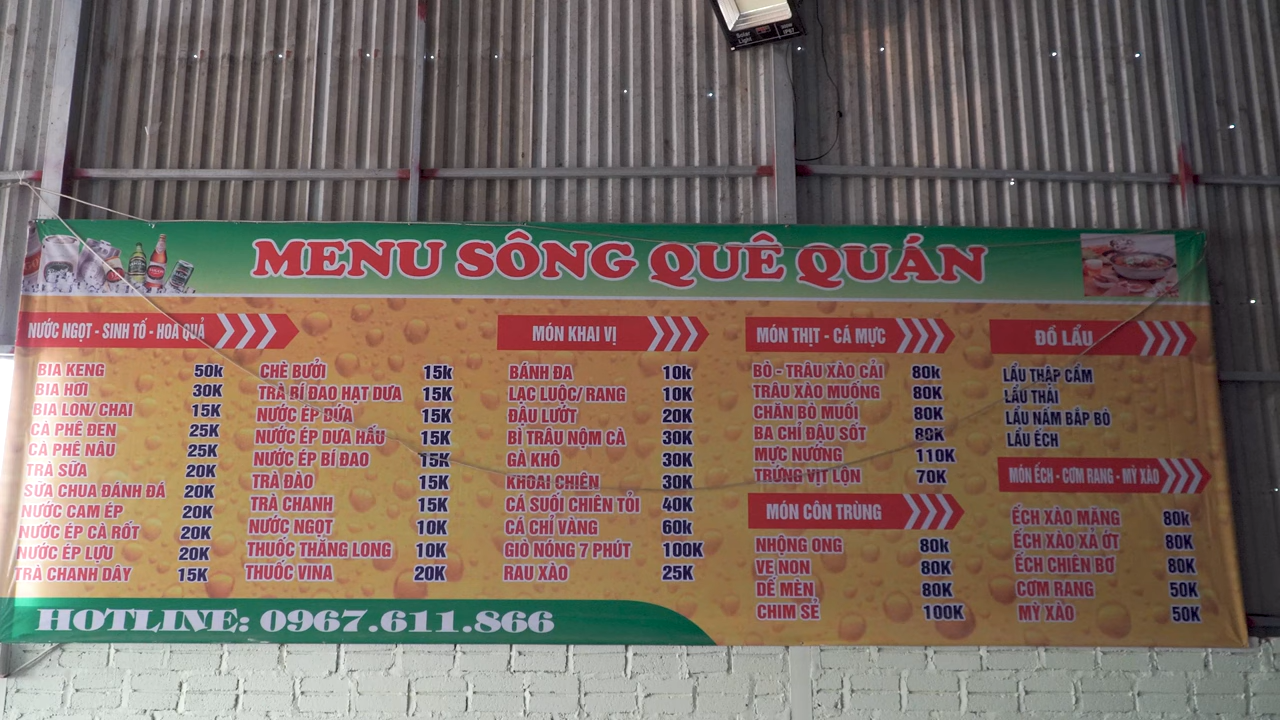 MENU SÔNG QUÊ QUÁN
NƯỚC NGỌT - SINH TỐ - HOA QUẢ
BIA KENG 50k
BIA HƠI 30K
BIA LON/ CHAI 15K
CÀ PHÊ ĐEN 25K
CÀ PHÊ NÂU 25K
TRÀ SỮA 20K
SỮA CHUA ĐÁNH ĐÁ 20K
NƯỚC CAM ÉP 20K
NƯỚC ÉP CÀ RỐT 20K
NƯỚC ÉP LỰU 20K
TRÀ CHANH DÂY 15K
CHÈ BƯỞI 15k
TRÀ BÍ ĐAO HẠT DƯA 15K
NƯỚC ÉP DỨA 15K
NƯỚC ÉP DƯA HẤU 15K
NƯỚC ÉP BÍ ĐAO 15K
TRÀ ĐÀO 15K
TRÀ CHANH 15K
NƯỚC NGỌT 10K
THUỐC THĂNG LONG 10K
THUỐC VINA 20K
MÓN KHAI VỊ
BÁNH ĐA 10k
LẠC LUỘC/ RANG 10K
ĐẬU LƯỚT 20K
BÌ TRÂU NỘM CÀ 30K
GÀ KHÔ 30K
KHOAI CHIÊN 30K
CÁ SUỐI CHIÊN TỎI 40K
CÁ CHỈ VÀNG 60k
GIÒ NÓNG 7 PHÚT 100K
RAU XÀO 25K
MÓN THỊT - CÁ MỰC
BÒ - TRÂU XÀO CẢI 80k
TRÂU XÀO MUỐNG 80K
CHÂN BÒ MUỐI 80K
BA CHỈ ĐẬU SỐT 80K
MỰC NƯỚNG 110K
TRỨNG VỊT LỘN 70K
MÓN CÔN TRÙNG
NHỘNG ONG 80k
VE NON 80K
DẾ MÈN 80K
CHIM SẺ 100K
ĐỒ LẨU
LẨU THẬP CẨM
LẨU THÁI
LẨU NẤM BẮP BÒ
LẨU ẾCH
MÓN ẾCH - CƠM RANG - MỲ XÀO
ẾCH XÀO MĂNG 80k
ẾCH XÀO XẢ ỚT 80K
ẾCH CHIÊN BƠ 80K
CƠM RANG 50K
MỲ XÀO 50K
HOTLINE: 0967.611.866